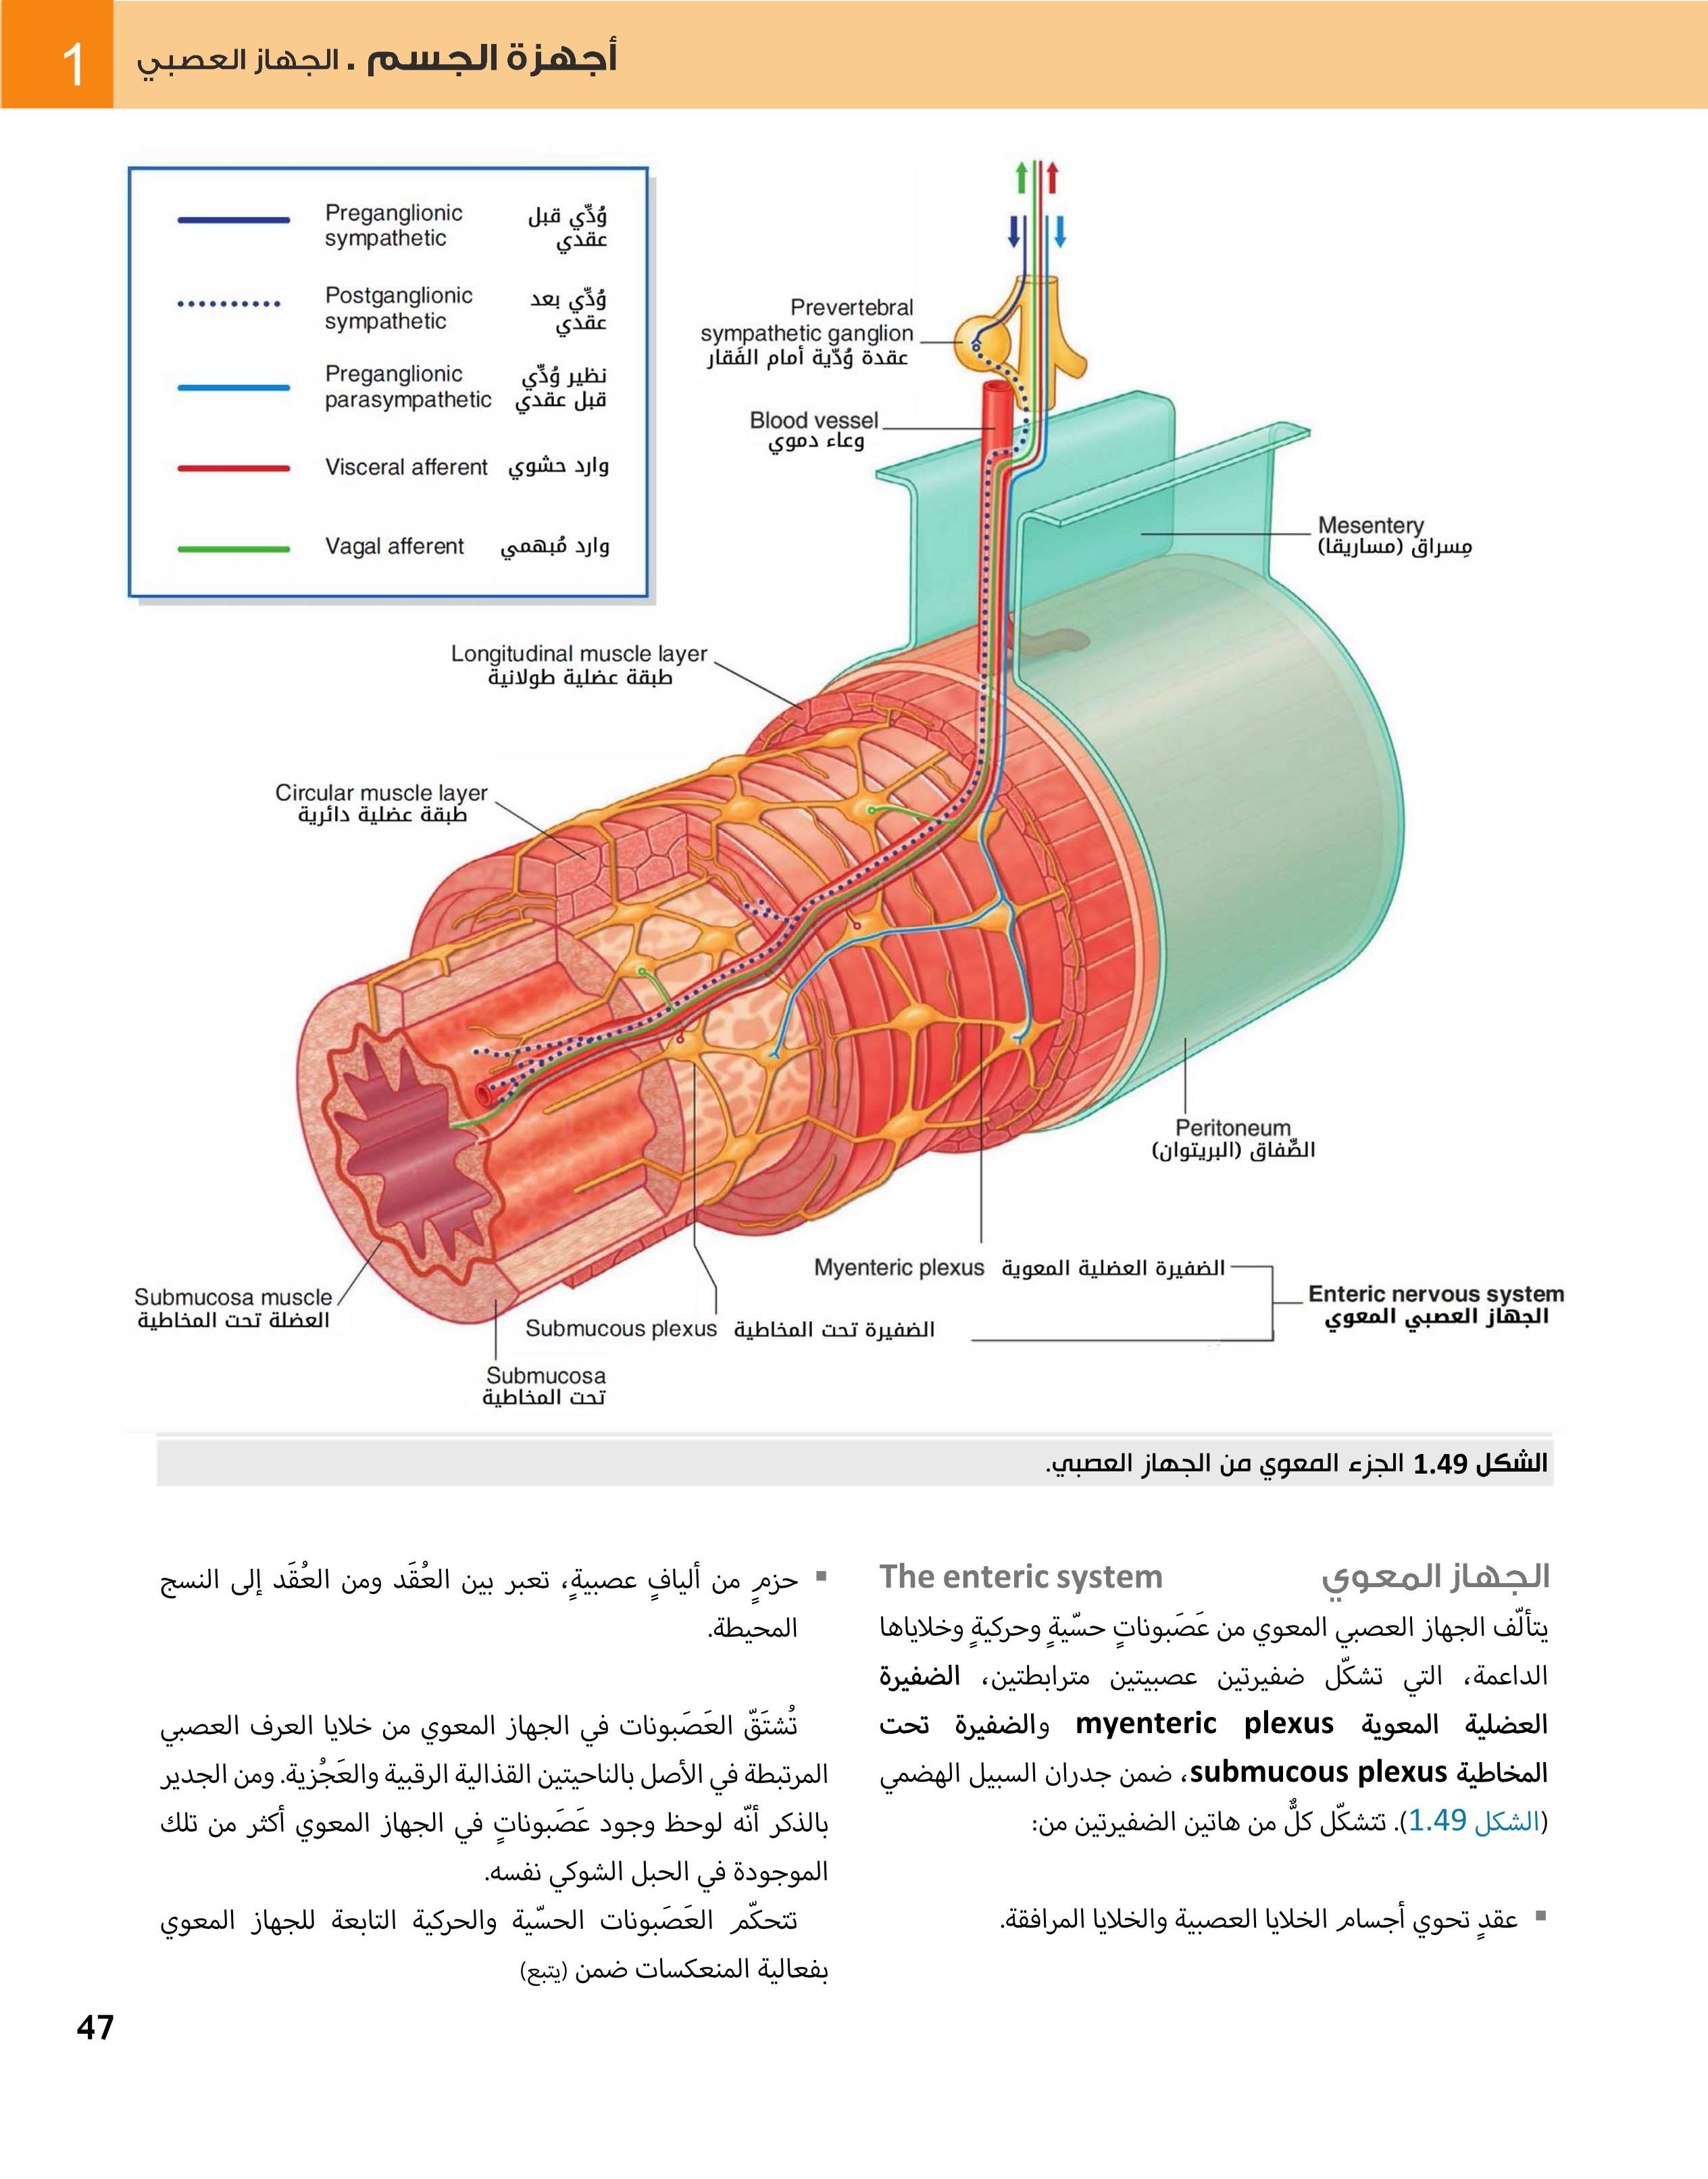 1
أجهزة الجسم . الجهاز العصبي
Preganglionic وُدِّي قبل
sympathetic عقدي
Postganglionic وُدِّي بعد
sympathetic عقدي
Preganglionic نظير وُدِّي
parasympathetic قبل عقدي
Visceral afferent وارد حشوي
Vagal afferent وارد مُبهمي
Prevertebral
sympathetic ganglion
عقدة وُدّية أمام الفَقار
Blood vessel
وعاء دموي
Mesentery
مِسراق (مساريقا)
Longitudinal muscle layer
طبقة عضلية طولانية
Circular muscle layer
طبقة عضلية دائرية
Peritoneum
الصِّفاق (البريتوان)
Myenteric plexus الضفيرة العضلية المعوية
Enteric nervous system
الجهاز العصبي المعوي
Submucosa muscle
العضلة تحت المخاطية
Submucous plexus الضفيرة تحت المخاطية
Submucosa
تحت المخاطية
الشكل 1.49 الجزء المعوي من الجهاز العصبي.
الجهاز المعوي The enteric system
يتألّف الجهاز العصبي المعوي من عَصَبوناتٍ حسّيةٍ وحركيةٍ وخلاياها
الداعمة، التي تشكّل ضفيرتين عصبيتين مترابطتين، الضفيرة
العضلية المعوية myenteric plexus والضفيرة تحت
المخاطية submucous plexus، ضمن جدران السبيل الهضمي
(الشكل 1.49). تتشكّل كلٌّ من هاتين الضفيرتين من:
▪ عقدٍ تحوي أجسام الخلايا العصبية والخلايا المرافقة.
▪ حزمٍ من أليافٍ عصبيةٍ، تعبر بين العُقَد ومن العُقَد إلى النسج
المحيطة.
تُشتَقّ العَصَبونات في الجهاز المعوي من خلايا العرف العصبي
المرتبطة في الأصل بالناحيتين القذالية الرقبية والعَجُزية. ومن الجدير
بالذكر أنّه لوحظ وجود عَصَبوناتٍ في الجهاز المعوي أكثر من تلك
الموجودة في الحبل الشوكي نفسه.
تتحكّم العَصَبونات الحسّية والحركية التابعة للجهاز المعوي
بفعالية المنعكسات ضمن (يتبع)
47